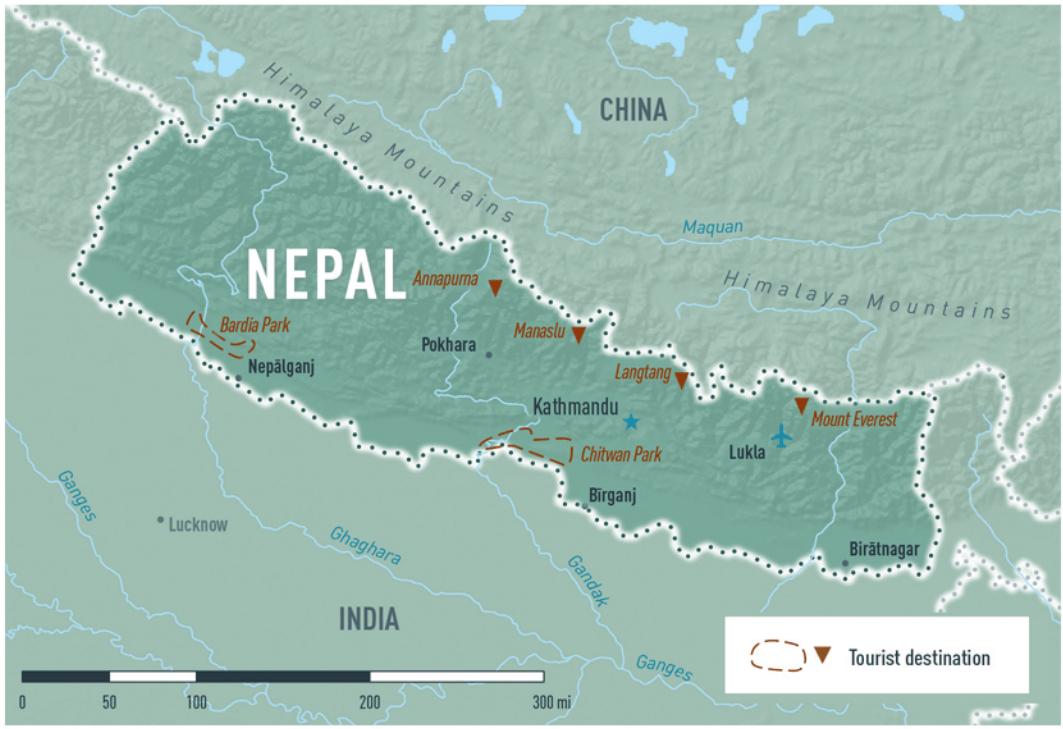 Himalaya Mountains
CHINA
Maquan
NEPAL
Annapurna
Himalaya Mountains
Bardia Park
Manaslu
Pokhara
Nepālganj
Langtang
Kathmandu
Mount Everest
Lukla
Chitwan Park
Bīrganj
Ganges
Lucknow
Ghaghara
Birātnagar
Gandak
INDIA
Ganges
Tourist destination
0 50 100 200 300 mi